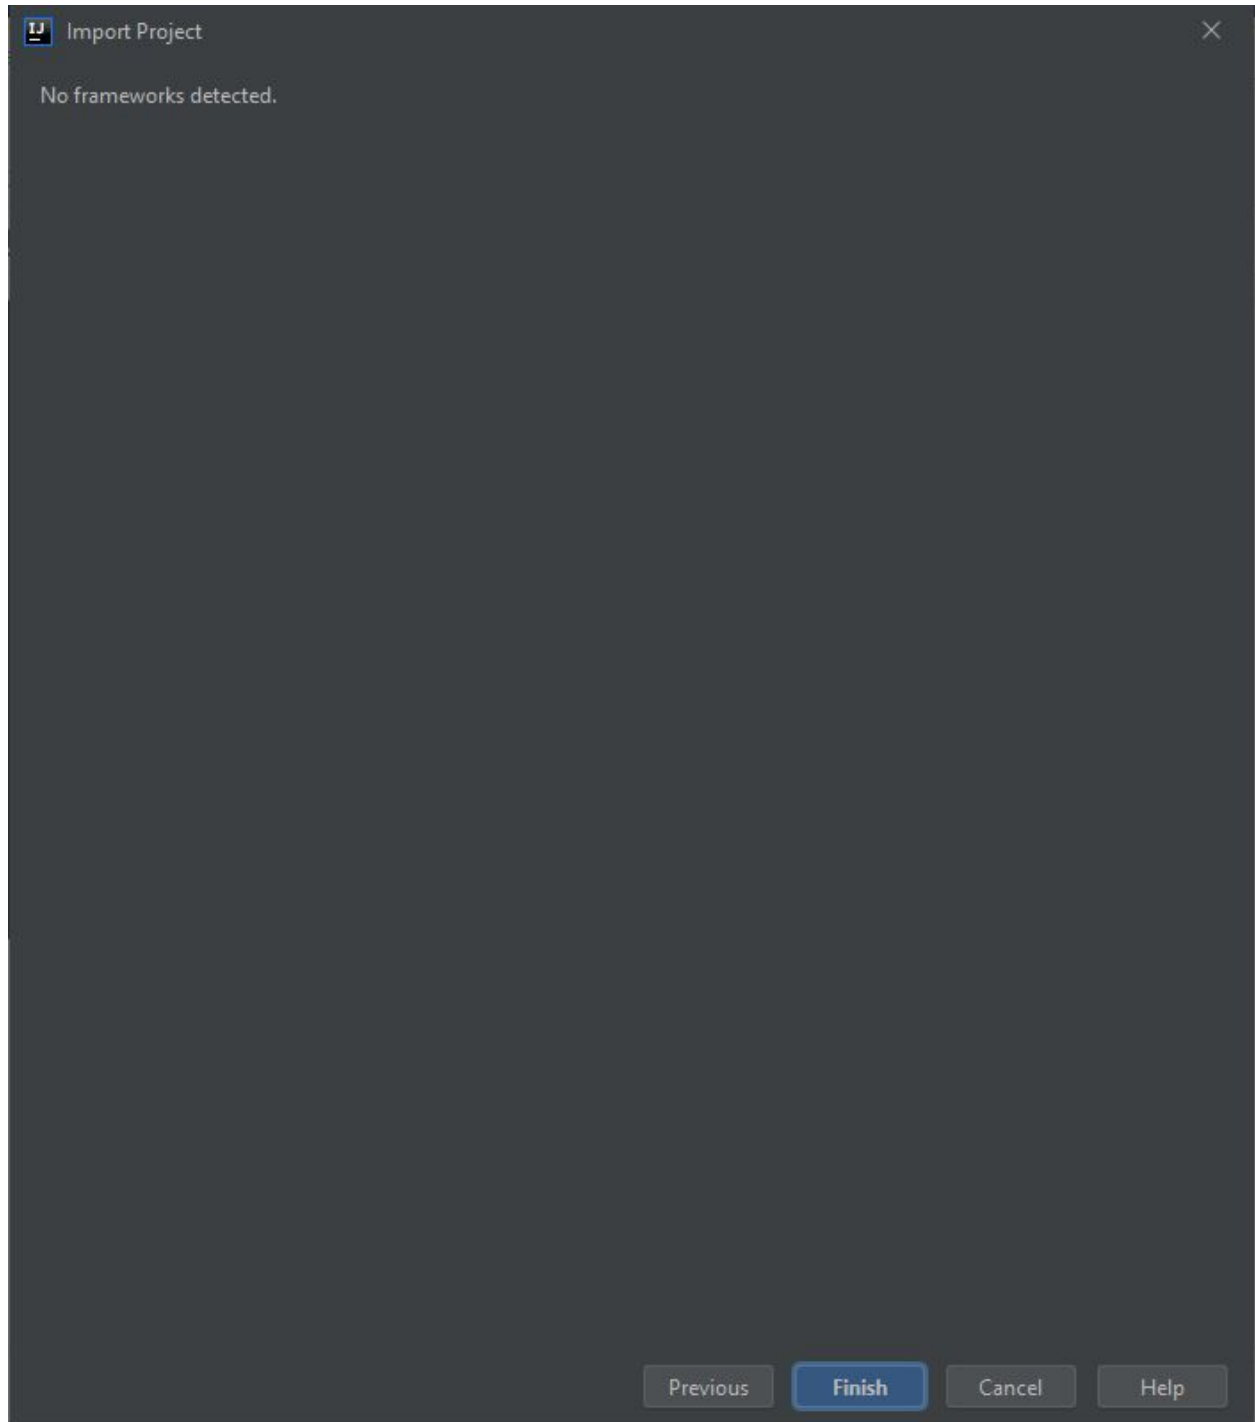 IJ
Import Project
No frameworks detected.
Previous
Finish
Cancel
Help